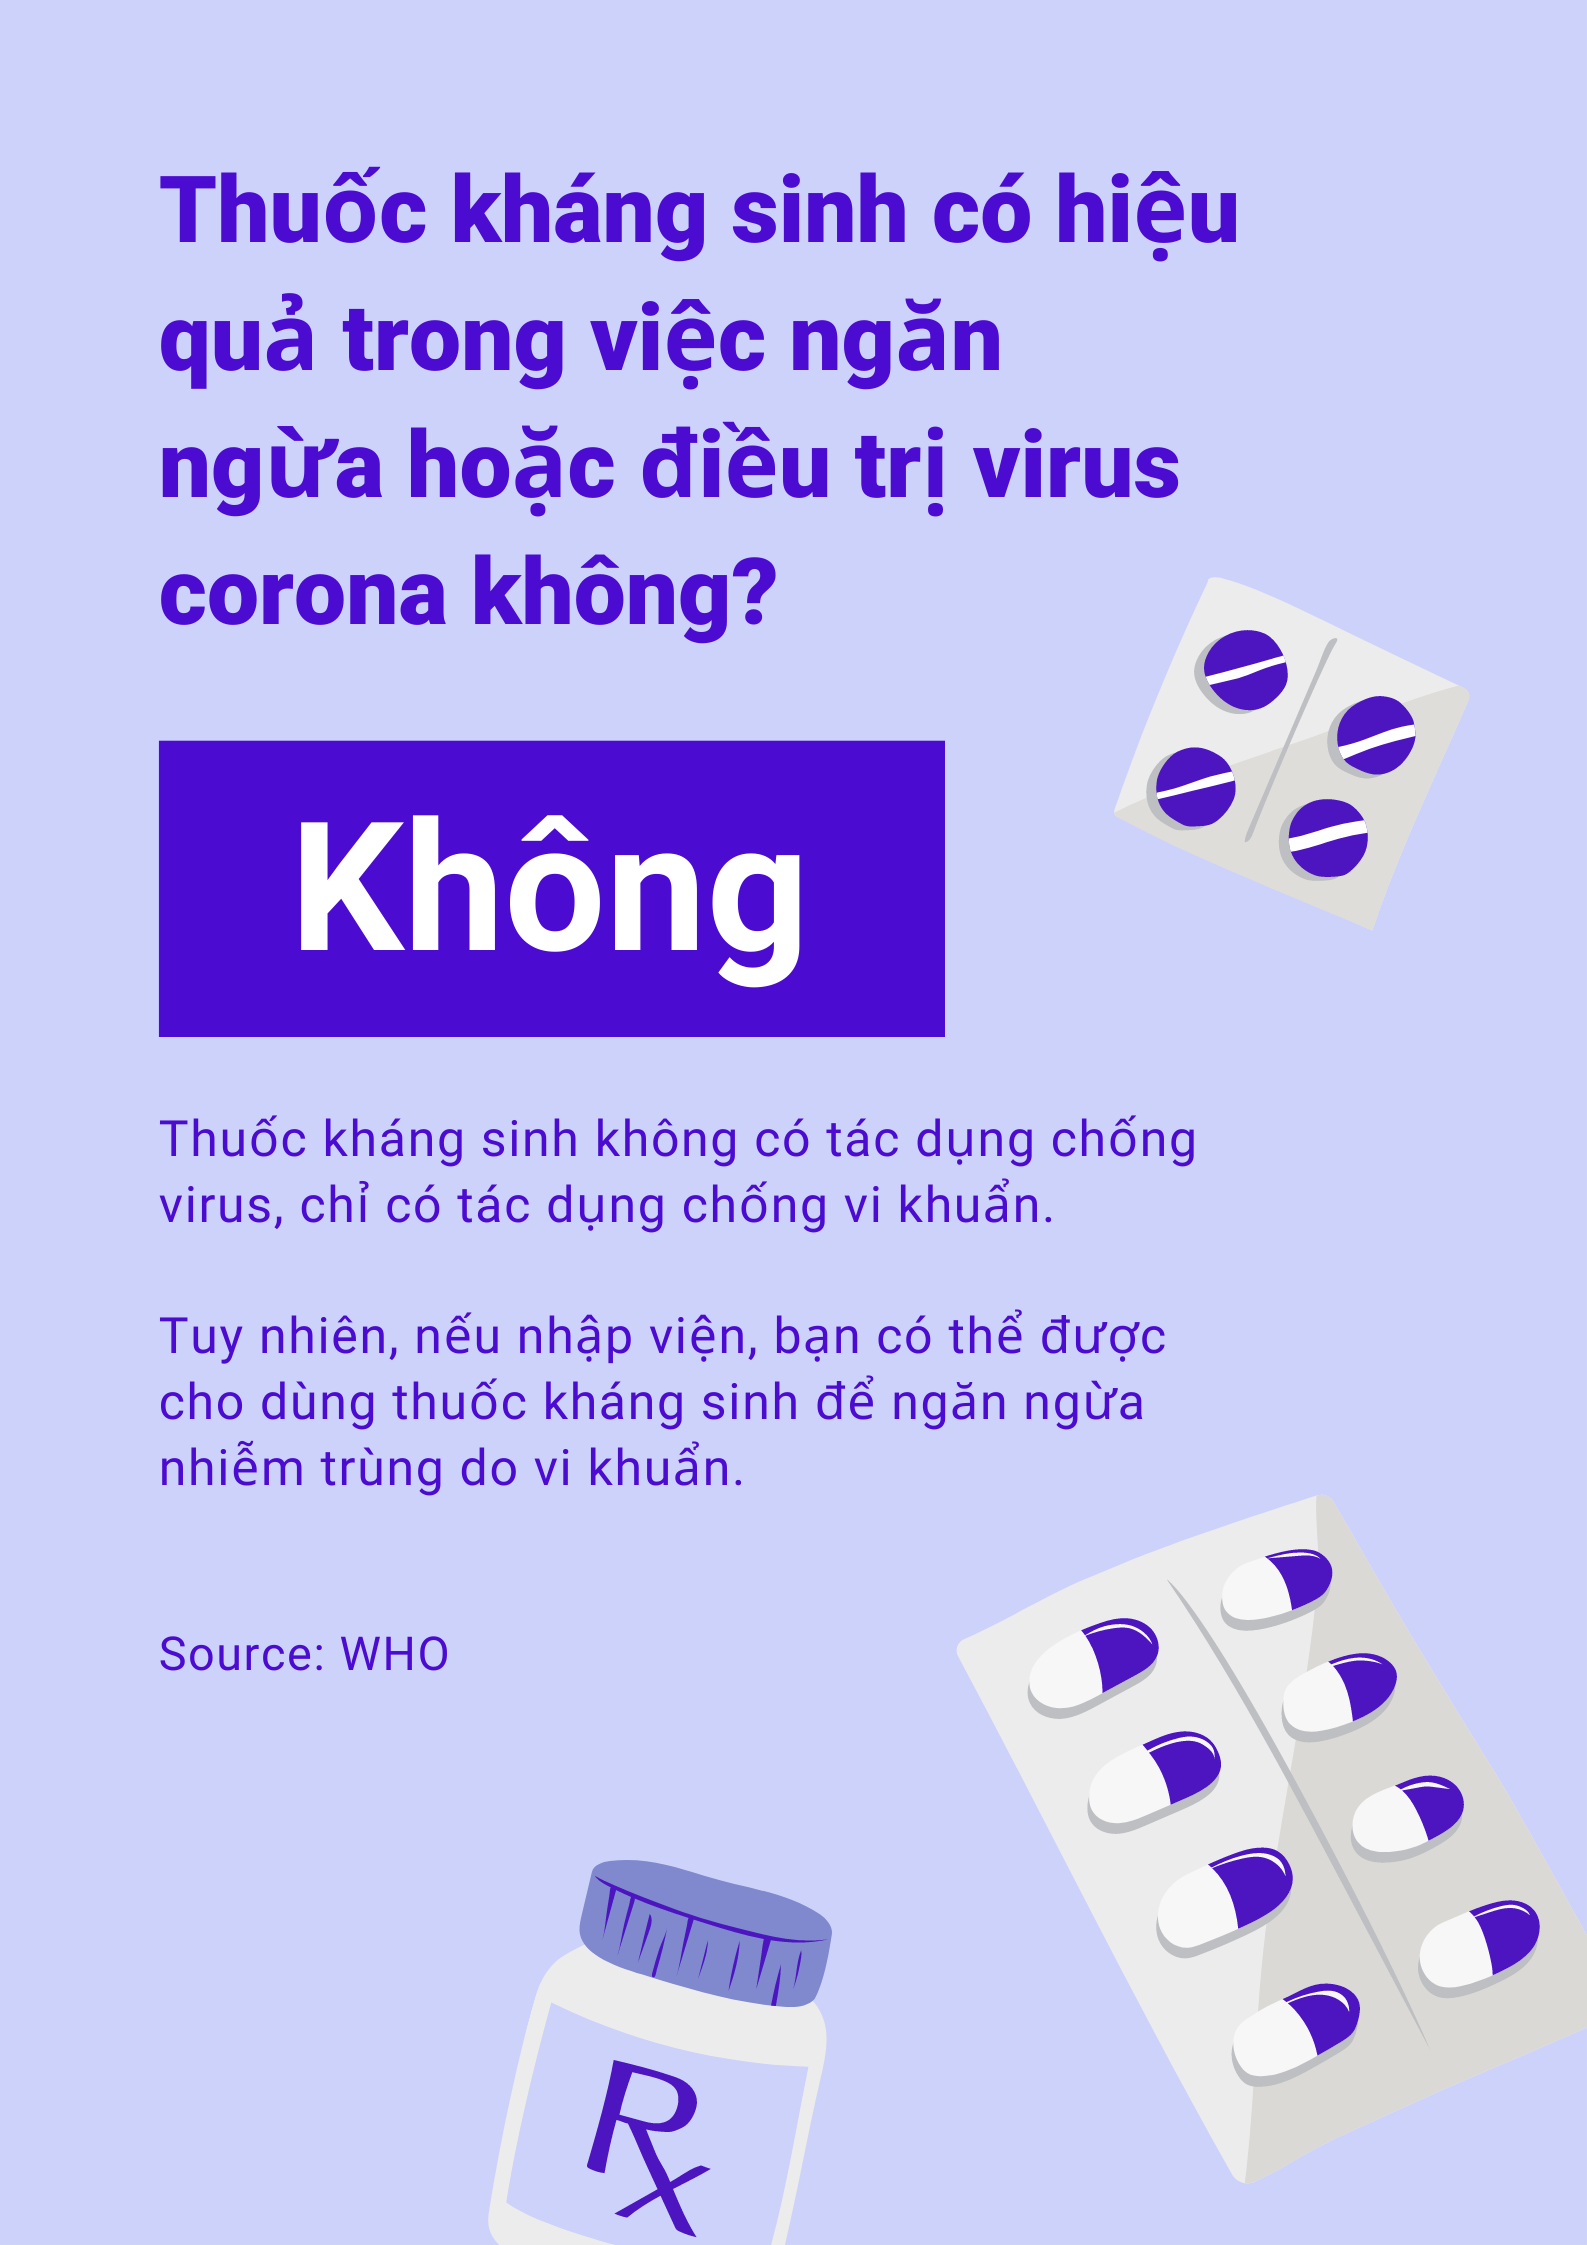 Thuốc kháng sinh có hiệu
quả trong việc ngăn
ngừa hoặc điều trị virus
corona không?
Không
Thuốc kháng sinh không có tác dụng chống
virus, chỉ có tác dụng chống vi khuẩn.
Tuy nhiên, nếu nhập viện, bạn có thể được
cho dùng thuốc kháng sinh để ngăn ngừa
nhiễm trùng do vi khuẩn.
Source: WHO
Rx